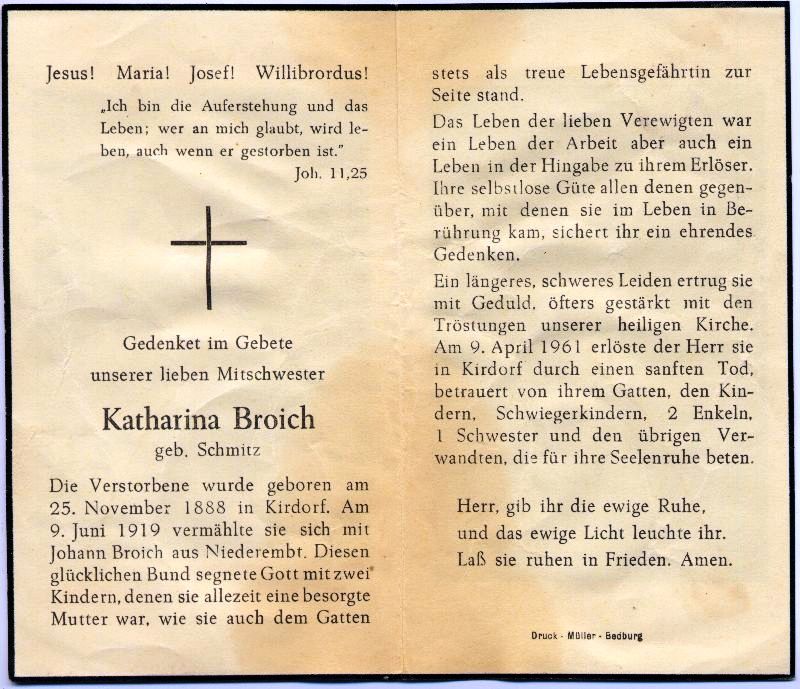 Jesus! Maria! Josef! Willibrordus!
„Ich bin die Auferstehung und das
Leben; wer an mich glaubt, wird le-
ben, auch wenn er gestorben ist.”
Joh. 11,25
Gedenket im Gebete
unserer lieben Mitschwester
Katharina Broich
geb. Schmitz
Die Verstorbene wurde geboren am
25. November 1888 in Kirdorf. Am
9. Juni 1919 vermählte sie sich mit
Johann Broich aus Niederembt. Diesen
glücklichen Bund segnete Gott mit zwei
Kindern, denen sie allezeit eine besorgte
Mutter war, wie sie auch dem Gatten
stets als treue Lebensgefährtin zur
Seite stand.
Das Leben der lieben Verewigten war
ein Leben der Arbeit aber auch ein
Leben in der Hingabe zu ihrem Erlöser.
Ihre selbstlose Güte allen denen gegen-
über, mit denen sie im Leben in Be-
rührung kam, sichert ihr ein ehrendes
Gedenken.
Ein längeres, schweres Leiden ertrug sie
mit Geduld, öfters gestärkt mit den
Tröstungen unserer heiligen Kirche.
Am 9. April 1961 erlöste der Herr sie
in Kirdorf durch einen sanften Tod,
betrauert von ihrem Gatten, den Kin-
dern, Schwiegerkindern, 2 Enkeln,
1 Schwester und den übrigen Ver-
wandten, die für ihre Seelenruhe beten.
Herr, gib ihr die ewige Ruhe,
und das ewige Licht leuchte ihr.
Laß sie ruhen in Frieden. Amen.
Druck - Müller - Bedburg